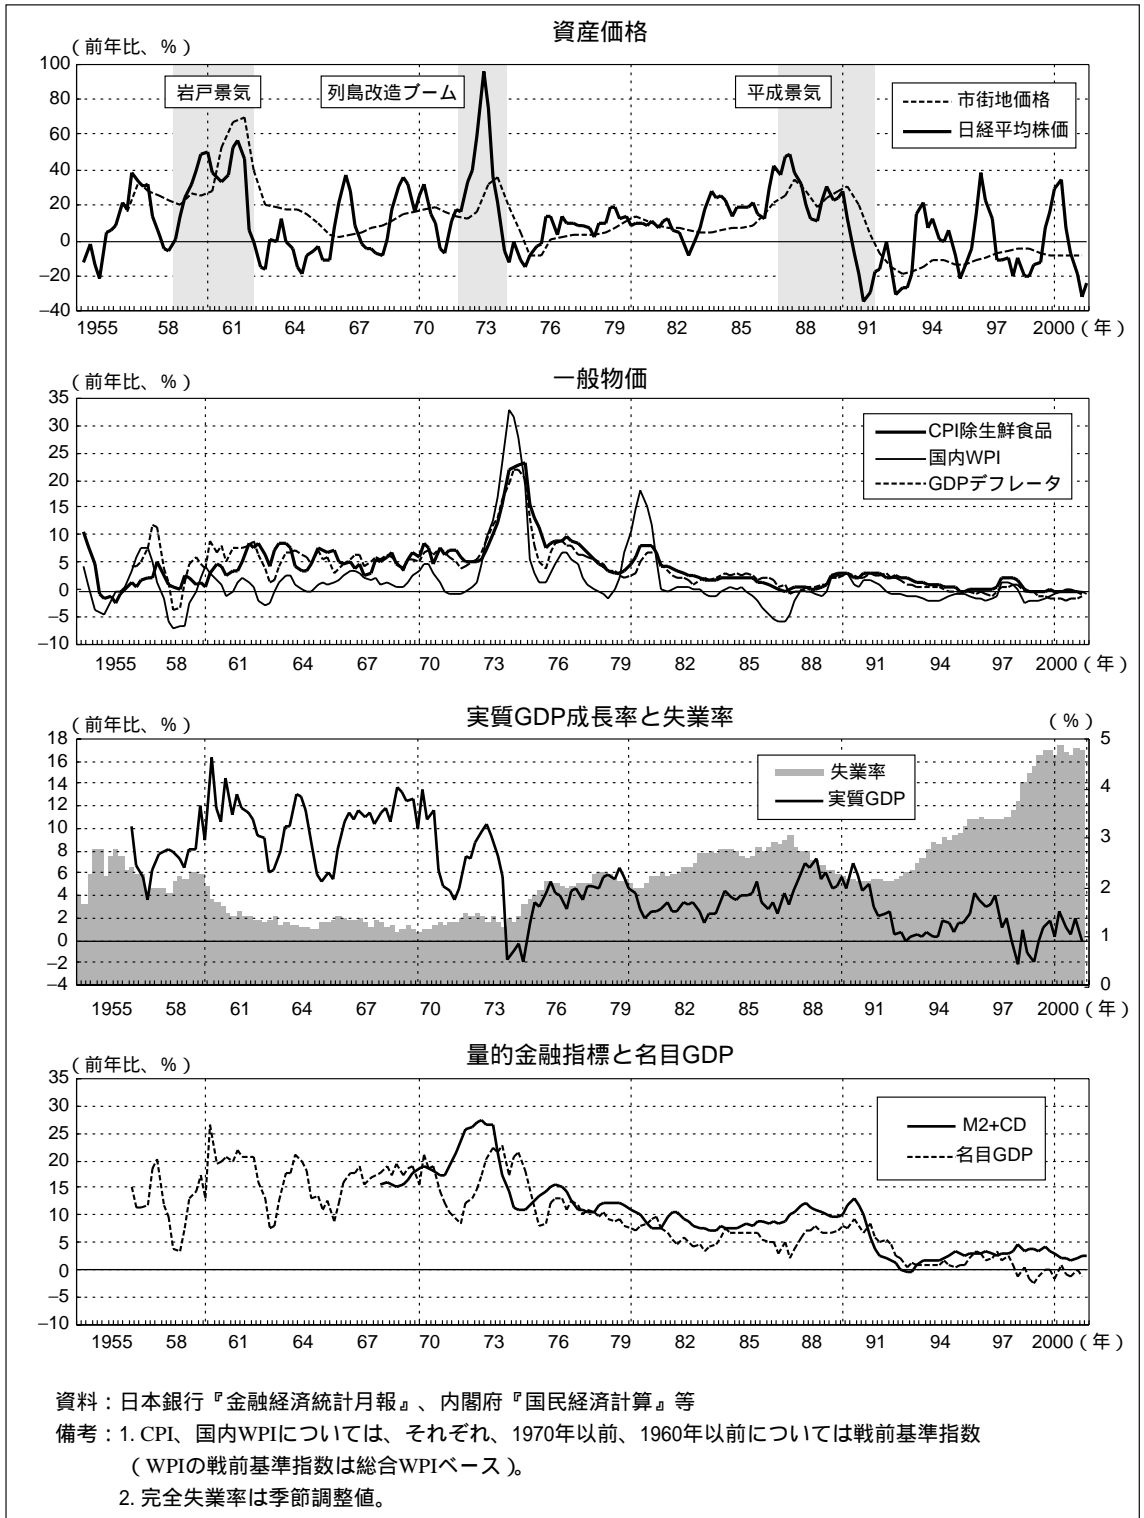 資産価格
（前年比、％）
100
80
60
40
20
0
−20
−40
岩戸景気
列島改造ブーム
平成景気
市街地価格
日経平均株価
1955 58 61 64 67 70 73 76 79 82 85 88 91 94 97 2000（年）
一般物価
（前年比、％）
35
30
25
20
15
10
5
0
−5
−10
CPI除生鮮食品
国内WPI
GDPデフレータ
1955 58 61 64 67 70 73 76 79 82 85 88 91 94 97 2000（年）
実質GDP成長率と失業率
（前年比、％）
（％）
18
16
14
12
10
8
6
4
2
0
−2
−4
5
4
3
2
1
0
失業率
実質GDP
1955 58 61 64 67 70 73 76 79 82 85 88 91 94 97 2000（年）
量的金融指標と名目GDP
（前年比、％）
35
30
25
20
15
10
5
0
−5
−10
M2+CD
名目GDP
1955 58 61 64 67 70 73 76 79 82 85 88 91 94 97 2000（年）
資料：日本銀行『金融経済統計月報』、内閣府『国民経済計算』等
備考：1. CPI、国内WPIについては、それぞれ、1970年以前、1960年以前については戦前基準指数
（WPIの戦前基準指数は総合WPIベース）。
2. 完全失業率は季節調整値。